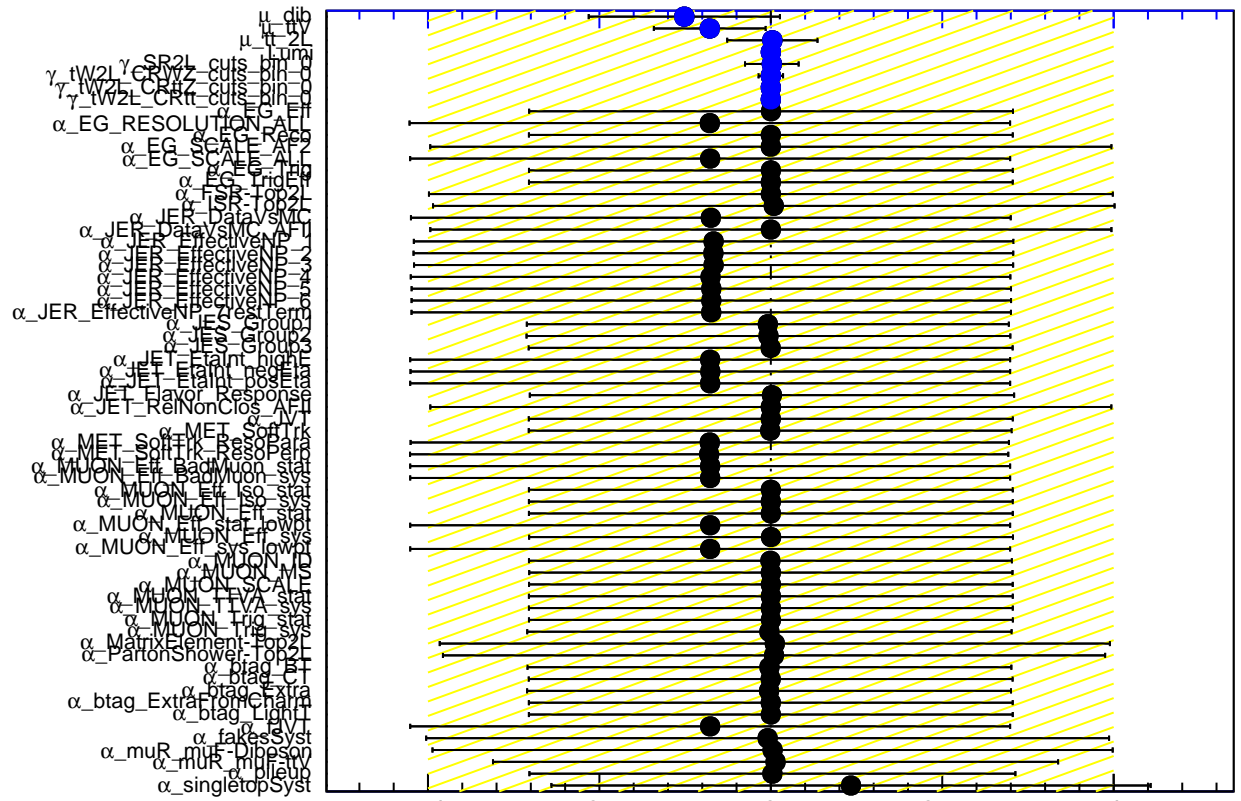 μ_dib
μ_ttV
μ_tt_2L
Lumi
γ_SR2L_cuts_bin_0
γ_tW2L_CRWZ_cuts_bin_0
γ_tW2L_CRttZ_cuts_bin_0
γ_tW2L_CRtt_cuts_bin_0
α_EG_Eff
α_EG_RESOLUTION_ALL
α_EG_Reco
α_EG_SCALE_AF2
α_EG_SCALE_ALL
α_EG_Trig
α_EG_TrigEff
α_FSR-Top2L
α_ISR-Top2L
α_JER_DataVsMC
α_JER_DataVsMC_AFII
α_JER_EffectiveNP_1
α_JER_EffectiveNP_2
α_JER_EffectiveNP_3
α_JER_EffectiveNP_4
α_JER_EffectiveNP_5
α_JER_EffectiveNP_6
α_JER_EffectiveNP_7restTerm
α_JES_Group1
α_JES_Group2
α_JES_Group3
α_JET_EtaInt_highE
α_JET_EtaInt_negEta
α_JET_EtaInt_posEta
α_JET_Flavor_Response
α_JET_RelNonClos_AFII
α_JVT
α_MET_SoftTrk
α_MET_SoftTrk_ResoPara
α_MET_SoftTrk_ResoPerp
α_MUON_Eff_BadMuon_stat
α_MUON_Eff_BadMuon_sys
α_MUON_Eff_Iso_stat
α_MUON_Eff_Iso_sys
α_MUON_Eff_stat
α_MUON_Eff_stat_lowpt
α_MUON_Eff_sys
α_MUON_Eff_sys_lowpt
α_MUON_ID
α_MUON_MS
α_MUON_SCALE
α_MUON_TTVA_stat
α_MUON_TTVA_sys
α_MUON_Trig_stat
α_MUON_Trig_sys
α_MatrixElement-Top2L
α_PartonShower-Top2L
α_btag_BT
α_btag_CT
α_btag_Extra
α_btag_ExtraFromCharm
α_btag_LightT
α_fJVT
α_fakesSyst
α_muR_muF-Diboson
α_muR_muF-ttV
α_pileup
α_singletopSyst